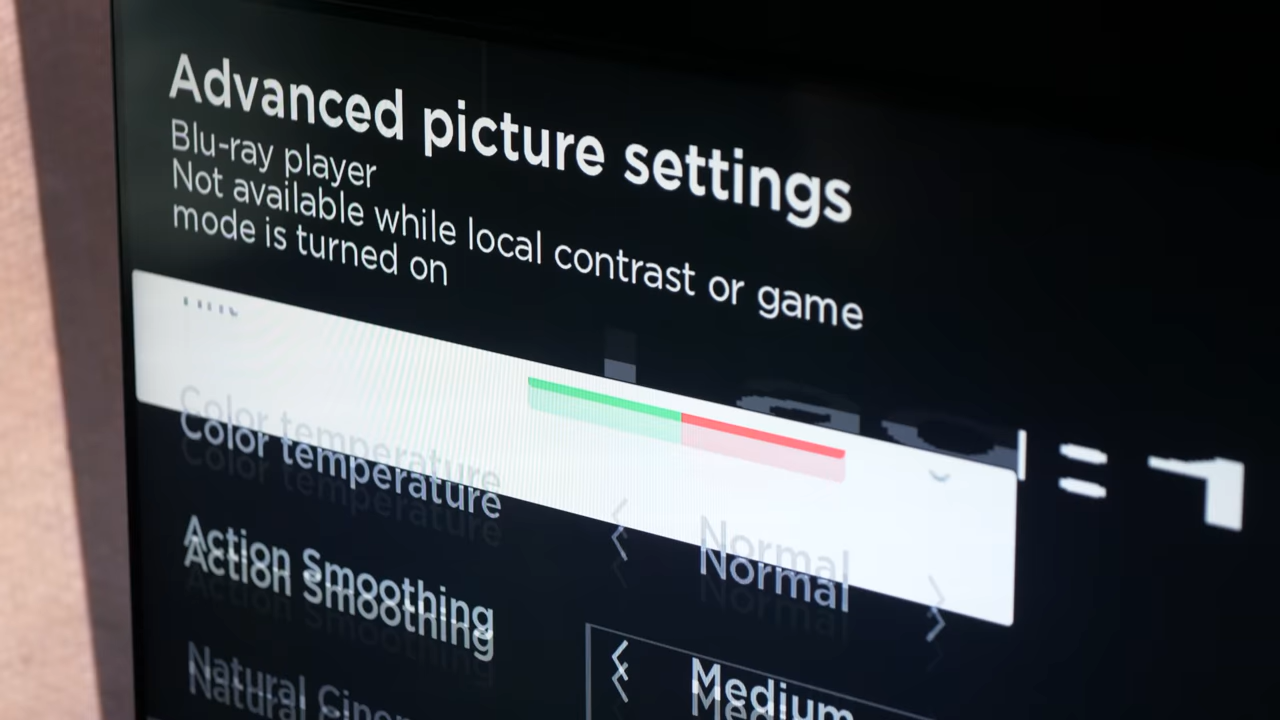 Advanced picture settings
Blu-ray player
Not available while local contrast or game
mode is turned on
Color temperature Normal
Action Smoothing Medium
Natural